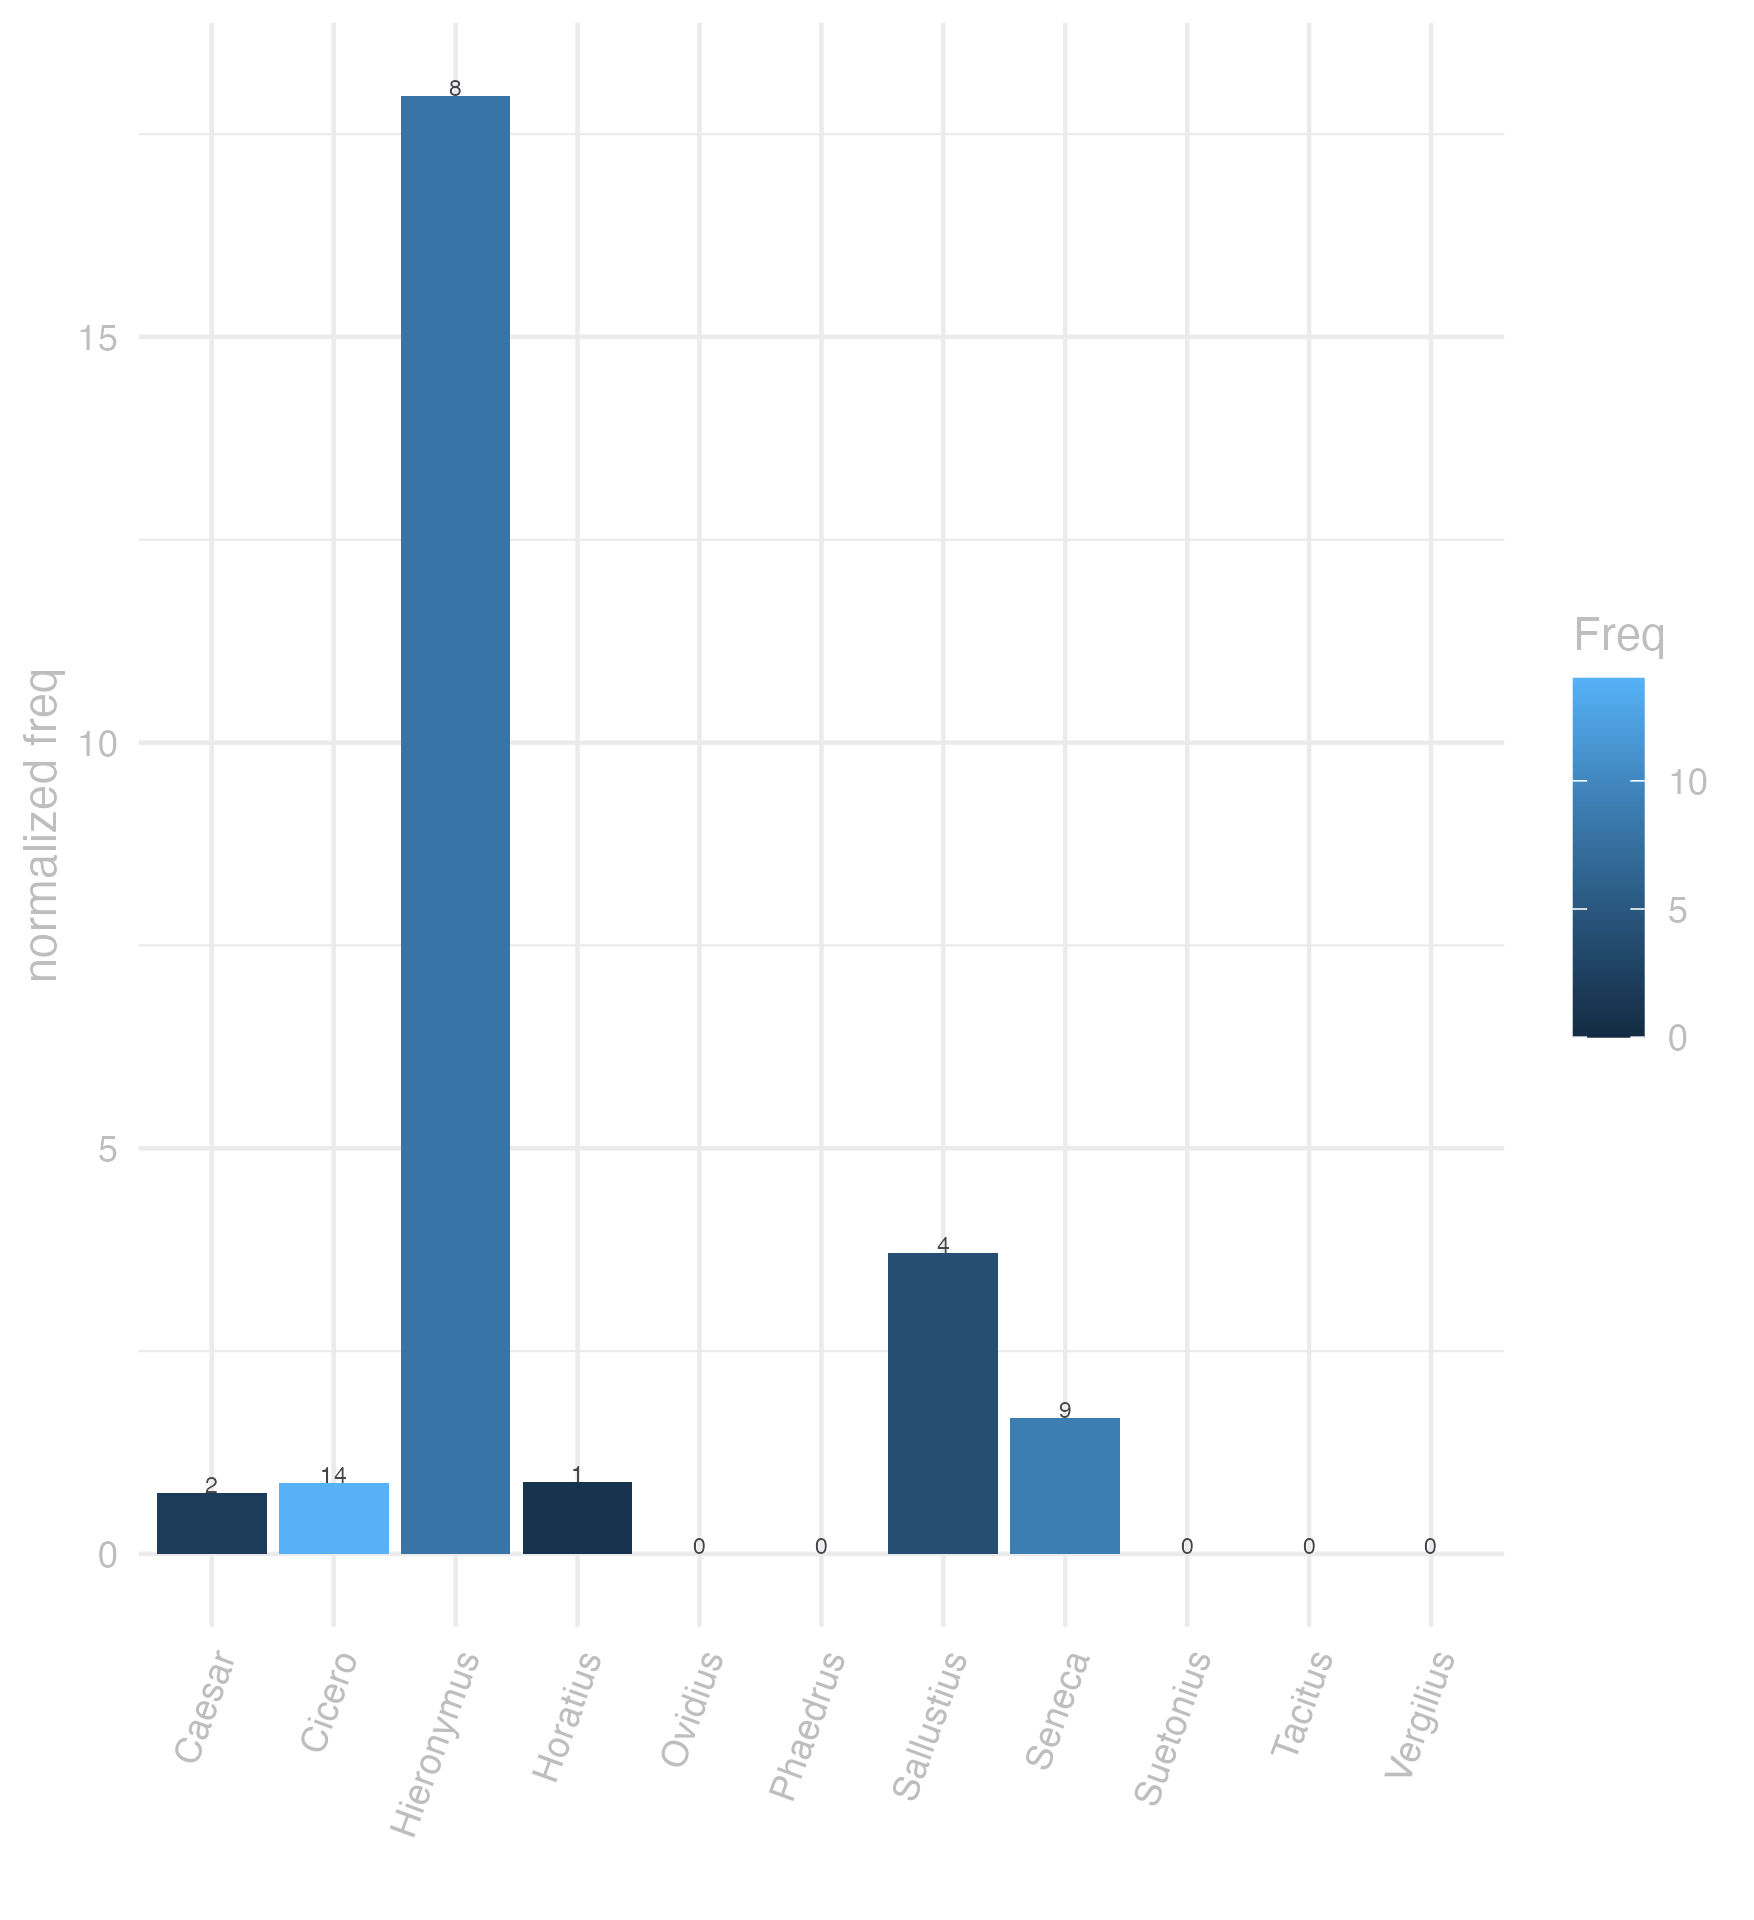 8
15
10
5
0
normalized freq
4
9
2
14
1
0
0
0
0
0
Caesar
Cicero
Hieronymus
Horatius
Ovidius
Phaedrus
Sallustius
Seneca
Suetonius
Tacitus
Vergilius
Freq
10
5
0